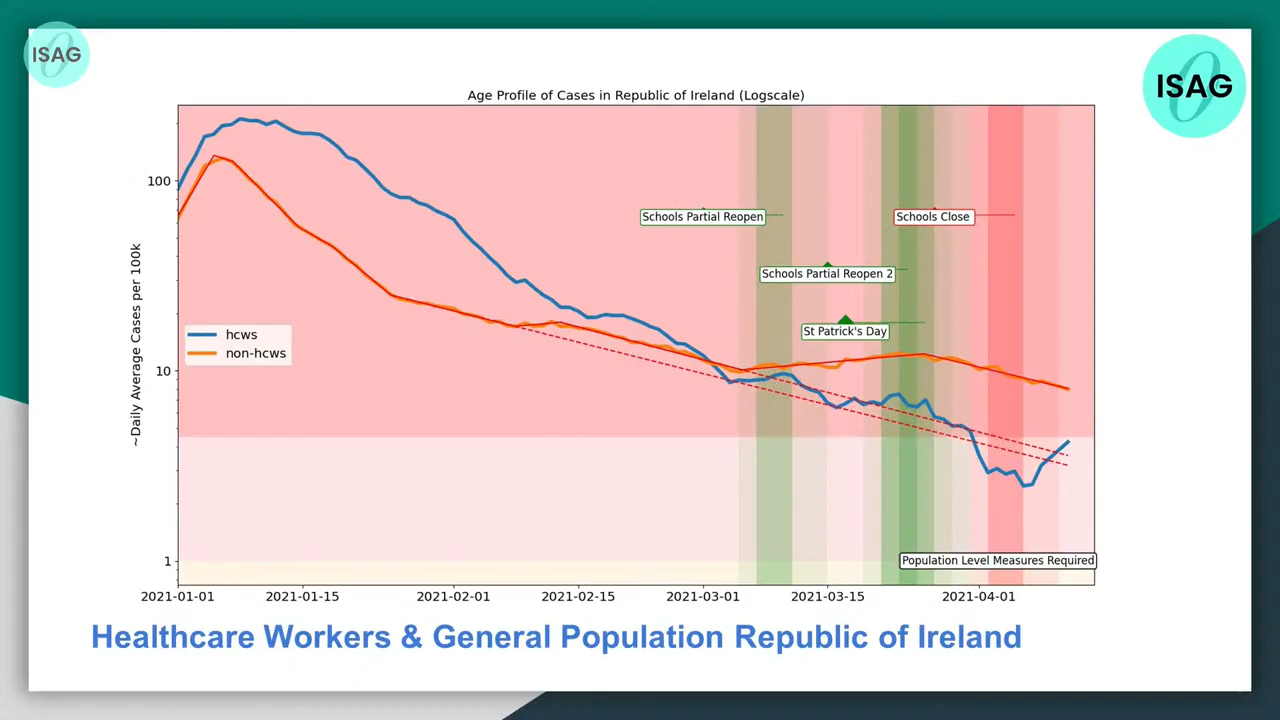 ISAG
ISAG
Age Profile of Cases in Republic of Ireland (Logscale)
~Daily Average Cases per 100k
100
10
1
Schools Partial Reopen
Schools Close
Schools Partial Reopen 2
St Patrick's Day
hcws
non-hcws
Population Level Measures Required
2021-01-01
2021-01-15
2021-02-01
2021-02-15
2021-03-01
2021-03-15
2021-04-01
Healthcare Workers & General Population Republic of Ireland